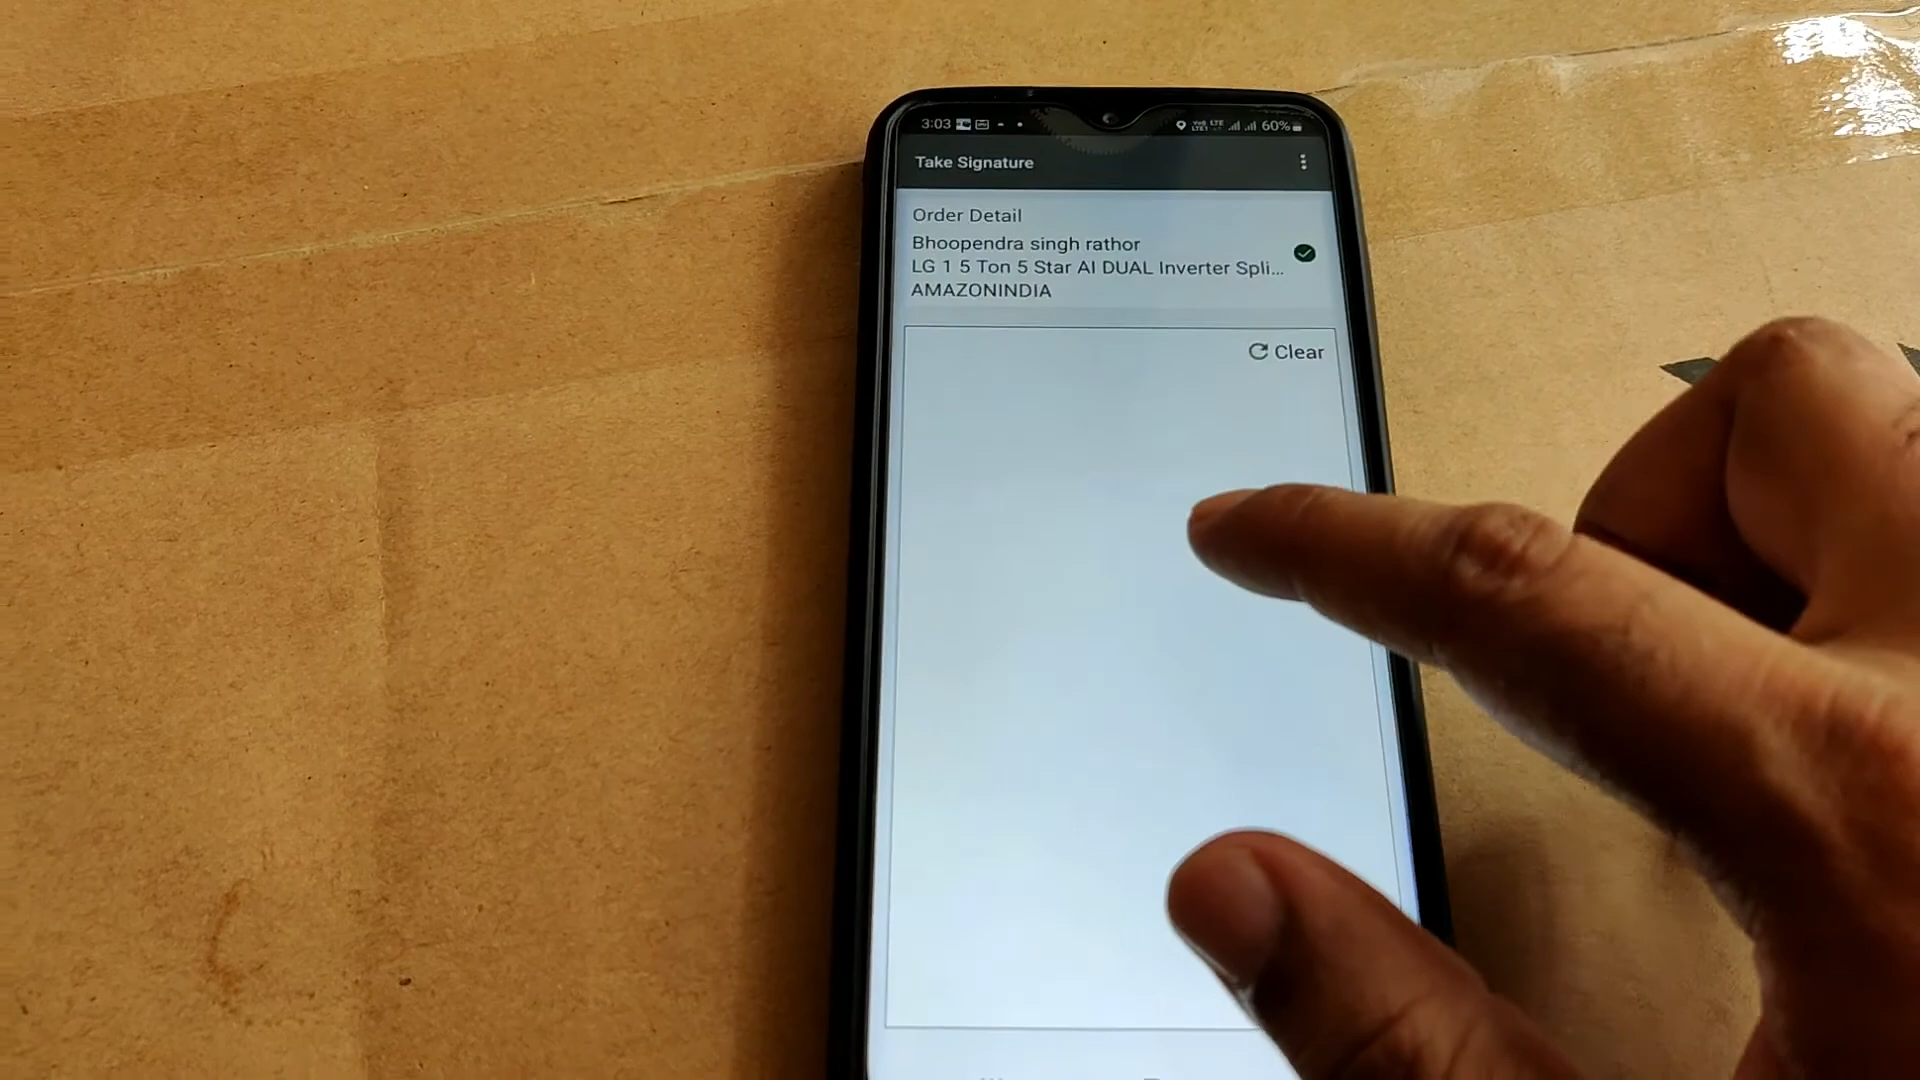 3:03 60%
Take Signature
Order Detail
Bhoopendra singh rathor
LG 1 5 Ton 5 Star AI DUAL Inverter Spli...
AMAZONINDIA
Clear